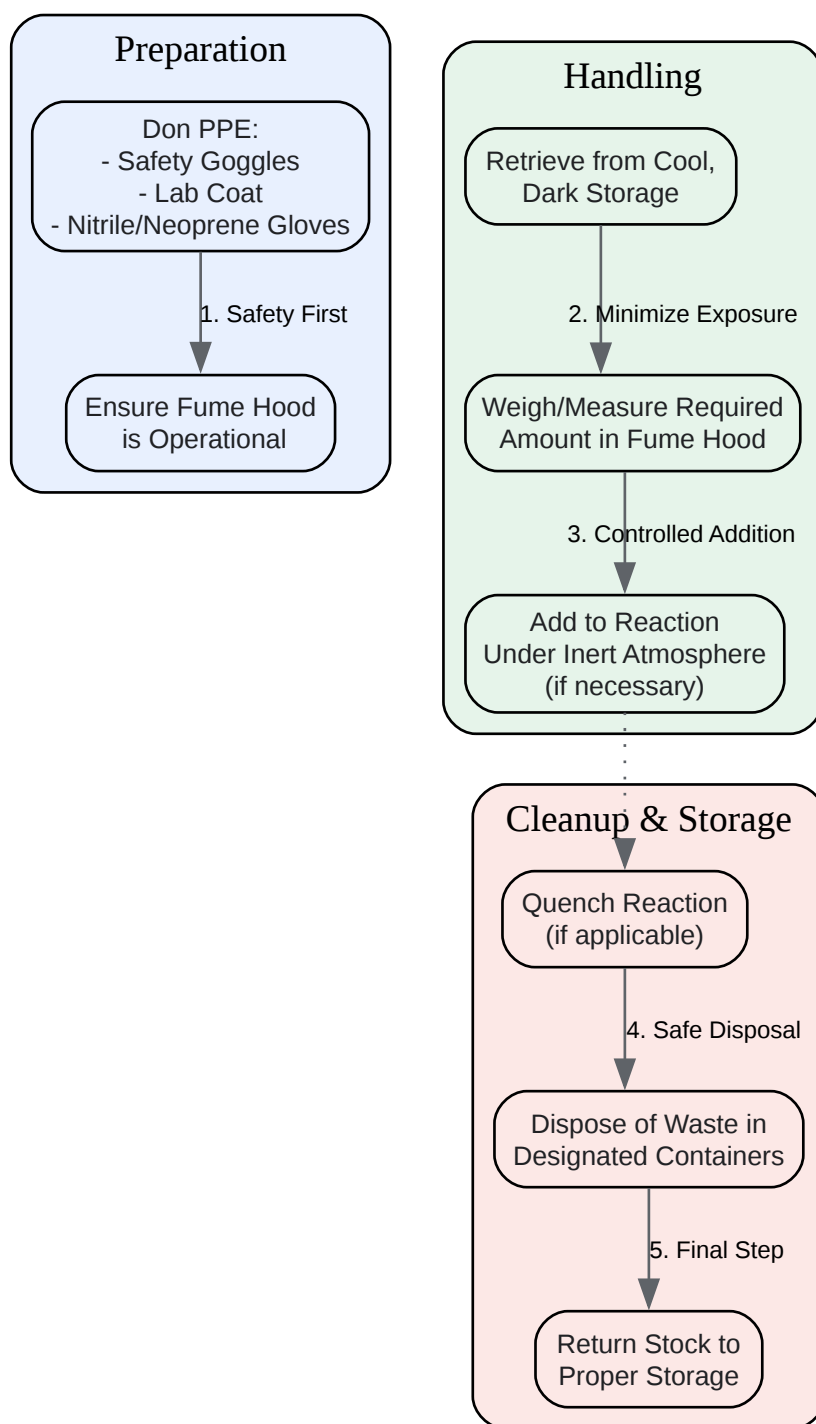 Preparation
Don PPE:
- Safety Goggles
- Lab Coat
- Nitrile/Neoprene Gloves
1. Safety First
Ensure Fume Hood
is Operational
Handling
Retrieve from Cool,
Dark Storage
2. Minimize Exposure
Weigh/Measure Required
Amount in Fume Hood
3. Controlled Addition
Add to Reaction
Under Inert Atmosphere
(if necessary)
Cleanup & Storage
Quench Reaction
(if applicable)
4. Safe Disposal
Dispose of Waste in
Designated Containers
5. Final Step
Return Stock to
Proper Storage